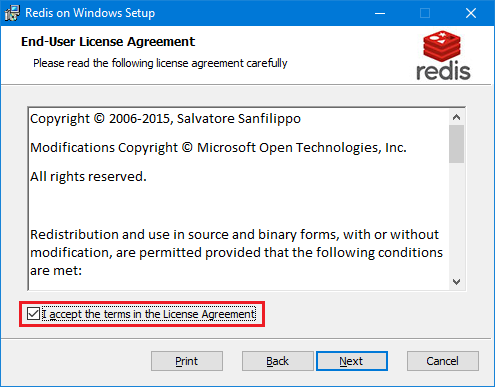 Redis on Windows Setup
End-User License Agreement
Please read the following license agreement carefully
redis
Copyright © 2006-2015, Salvatore Sanfilippo
Modifications Copyright © Microsoft Open Technologies, Inc.
All rights reserved.
Redistribution and use in source and binary forms, with or without
modification, are permitted provided that the following conditions
are met:
I accept the terms in the License Agreement
Print Back Next Cancel